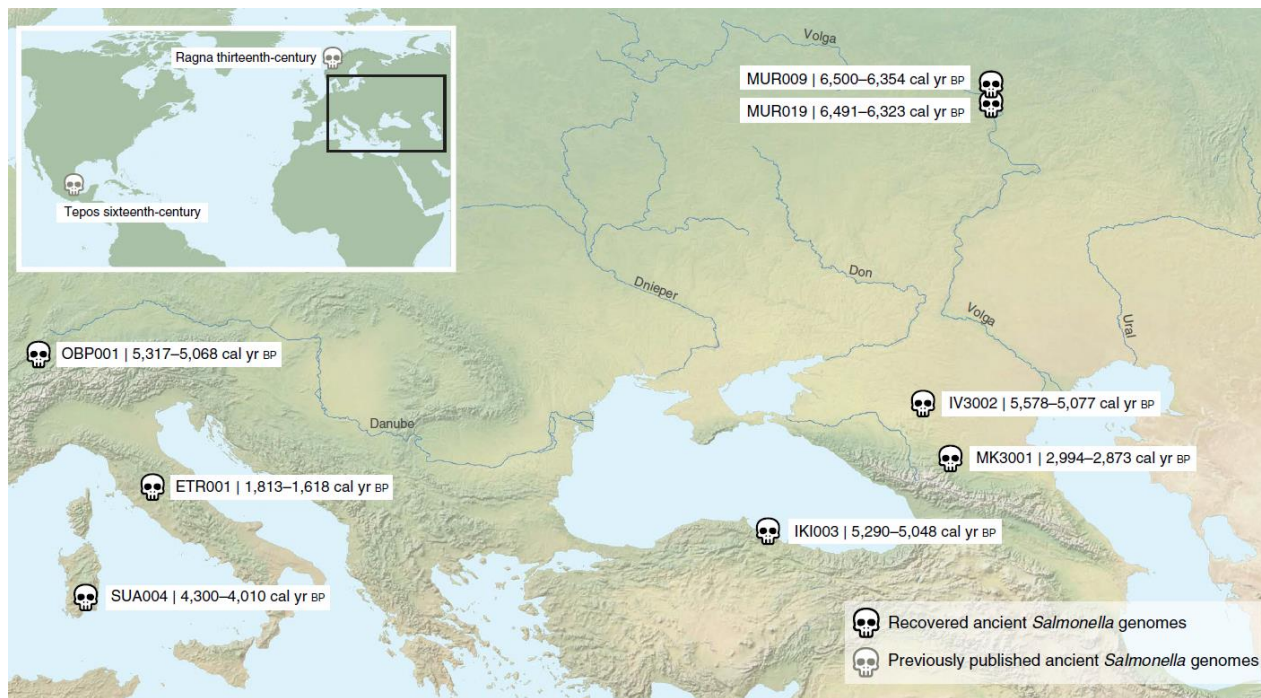 Ragna thirteenth-century
Tepos sixteenth-century
Volga
MUR009 | 6,500–6,354 cal yr BP
MUR019 | 6,491–6,323 cal yr BP
Dnieper
Don
Volga
Ural
OBP001 | 5,317–5,068 cal yr BP
IV3002 | 5,578–5,077 cal yr BP
Danube
MK3001 | 2,994–2,873 cal yr BP
ETR001 | 1,813–1,618 cal yr BP
IKI003 | 5,290–5,048 cal yr BP
SUA004 | 4,300–4,010 cal yr BP
Recovered ancient Salmonella genomes
Previously published ancient Salmonella genomes